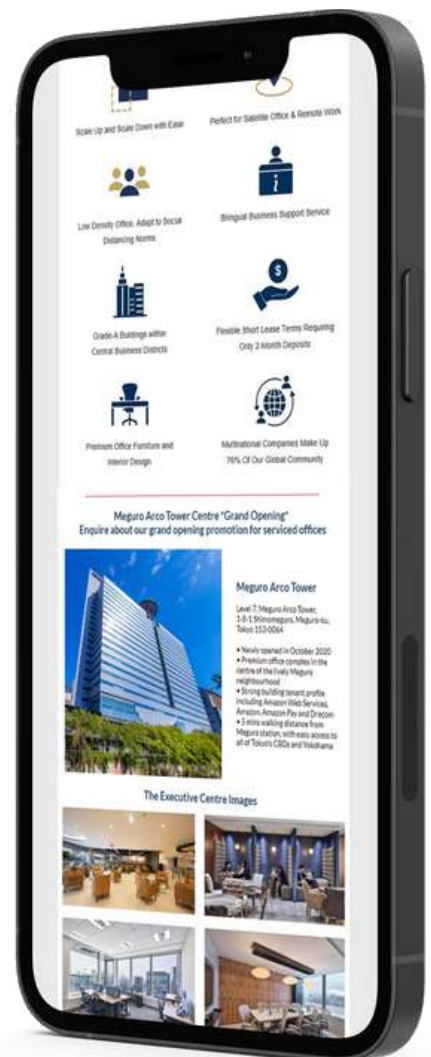 Scale Up and Scale Down with Ease
Perfect for Satelite Office & Remote Work
Low Density Office, Adapt to Social
Distancing Norms
Bilingual Business Support Service
Grade-A Buildings within
Central Business Districts
Flexible Short Lease Terms Requiring
Only 2-Month Deposits
Premium Office Furniture and
Interior Design
Multinational Companies Make Up
76% Of Our Global Community
Meguro Arco Tower Centre "Grand Opening"
Enquire about our grand opening promotion for serviced offices
Meguro Arco Tower
Level 7, Meguro Arco Tower,
1-8-1 Shimomeguro, Meguro-ku,
Tokyo 153-0064
• Newly opened in October 2020
• Premium office complex in the
centre of the lively Meguro
neighbourhood
• Strong building tenant profile
including Amazon Web Services,
Amazon, Amazon Pay and Drecom
• 5 mins walking distance from
Meguro station, with easy access to
all of Tokyo's CBDs and Yokohama
The Executive Centre Images